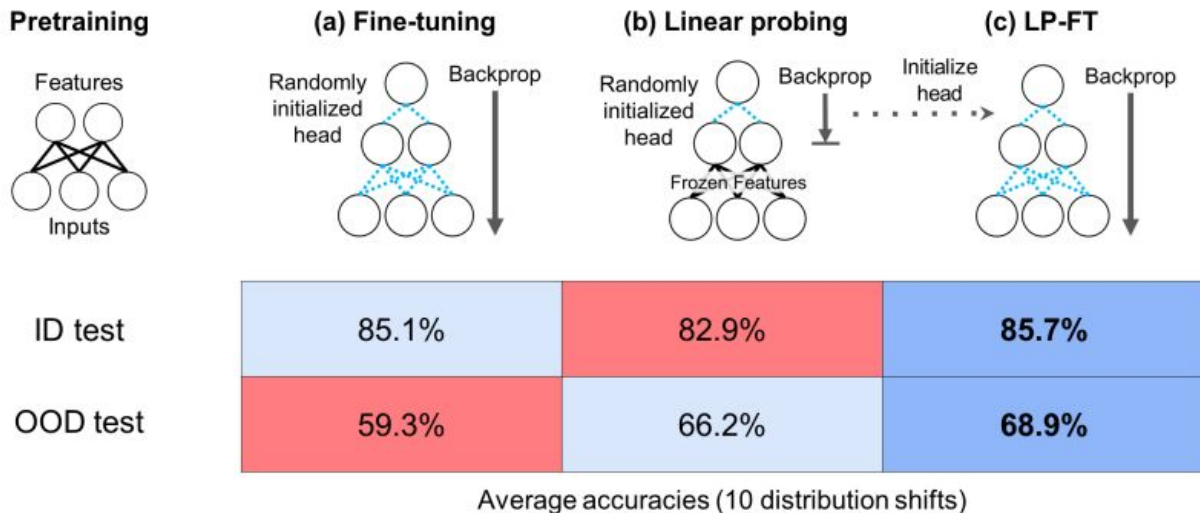 Pretraining
(a) Fine-tuning
(b) Linear probing
(c) LP-FT
Features
Inputs
Randomly
initialized
head
Backprop
Randomly
initialized
head
Backprop
Frozen Features
Initialize
head
Backprop
ID test
85.1%
82.9%
85.7%
OOD test
59.3%
66.2%
68.9%
Average accuracies (10 distribution shifts)